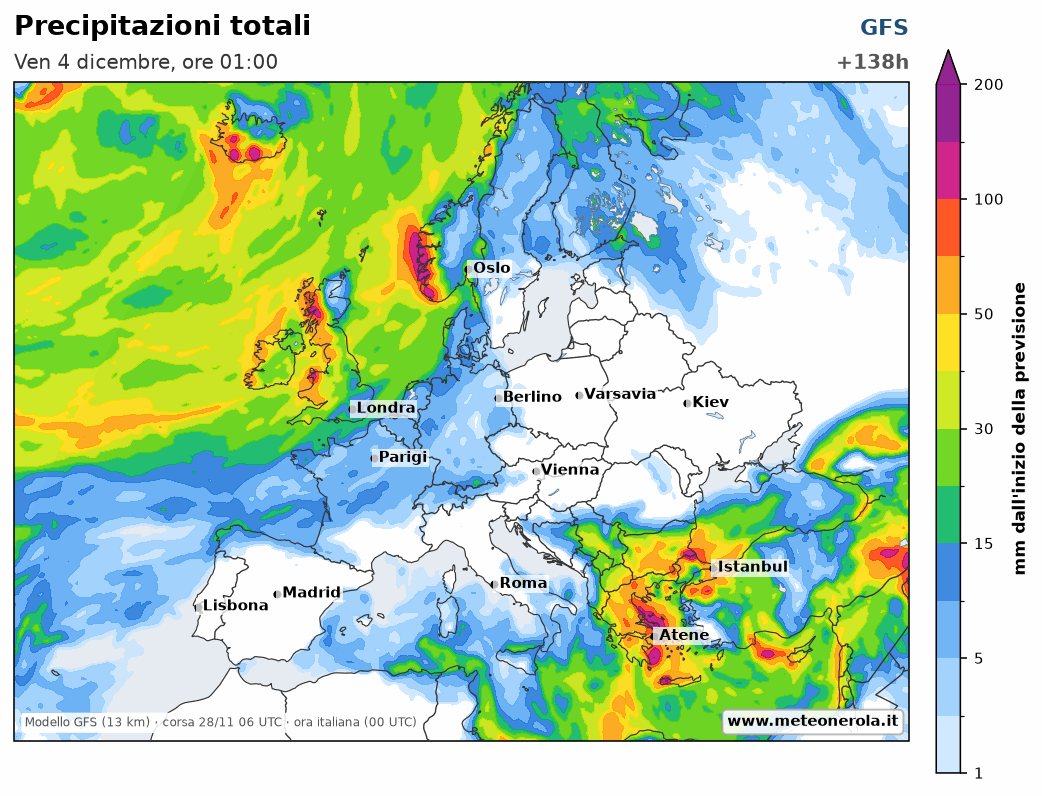 Precipitazioni totali
GFS
Ven 4 dicembre, ore 01:00
+138h
200
100
50
30
15
5
1
mm dall'inizio della previsione
Oslo
Berlino
Varsavia
Kiev
Londra
Parigi
Vienna
Istanbul
Roma
Madrid
Lisbona
Atene
Modello GFS (13 km) · corsa 28/11 06 UTC · ora italiana (00 UTC)
www.meteonerola.it